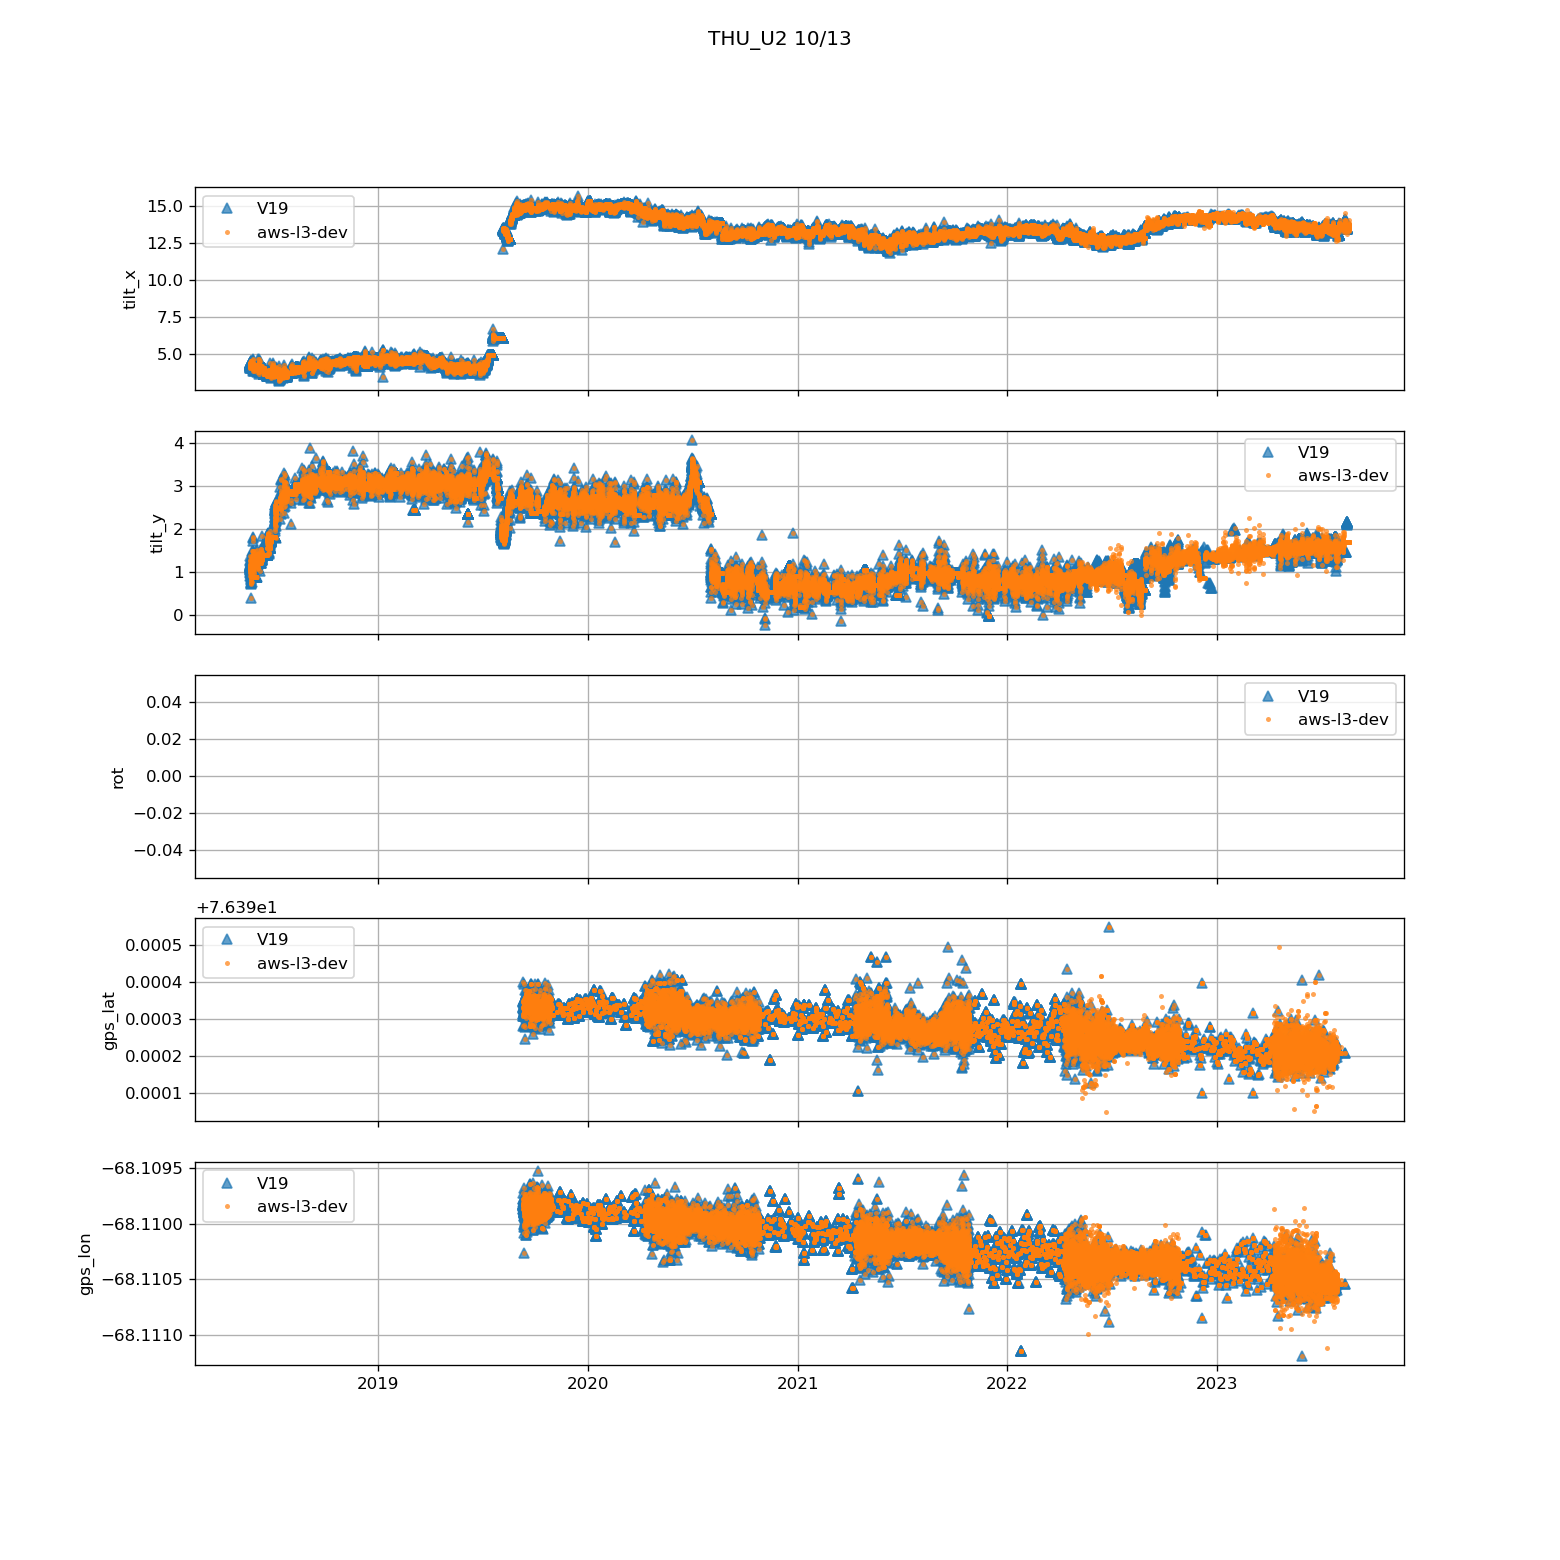 THU_U2 10/13
V19
aws-l3-dev
tilt_x
15.0
12.5
10.0
7.5
5.0
V19
aws-l3-dev
tilt_y
4
3
2
1
0
V19
aws-l3-dev
rot
0.04
0.02
0.00
−0.02
−0.04
+7.639e1
V19
aws-l3-dev
gps_lat
0.0005
0.0004
0.0003
0.0002
0.0001
V19
aws-l3-dev
gps_lon
−68.1095
−68.1100
−68.1105
−68.1110
2019 2020 2021 2022 2023